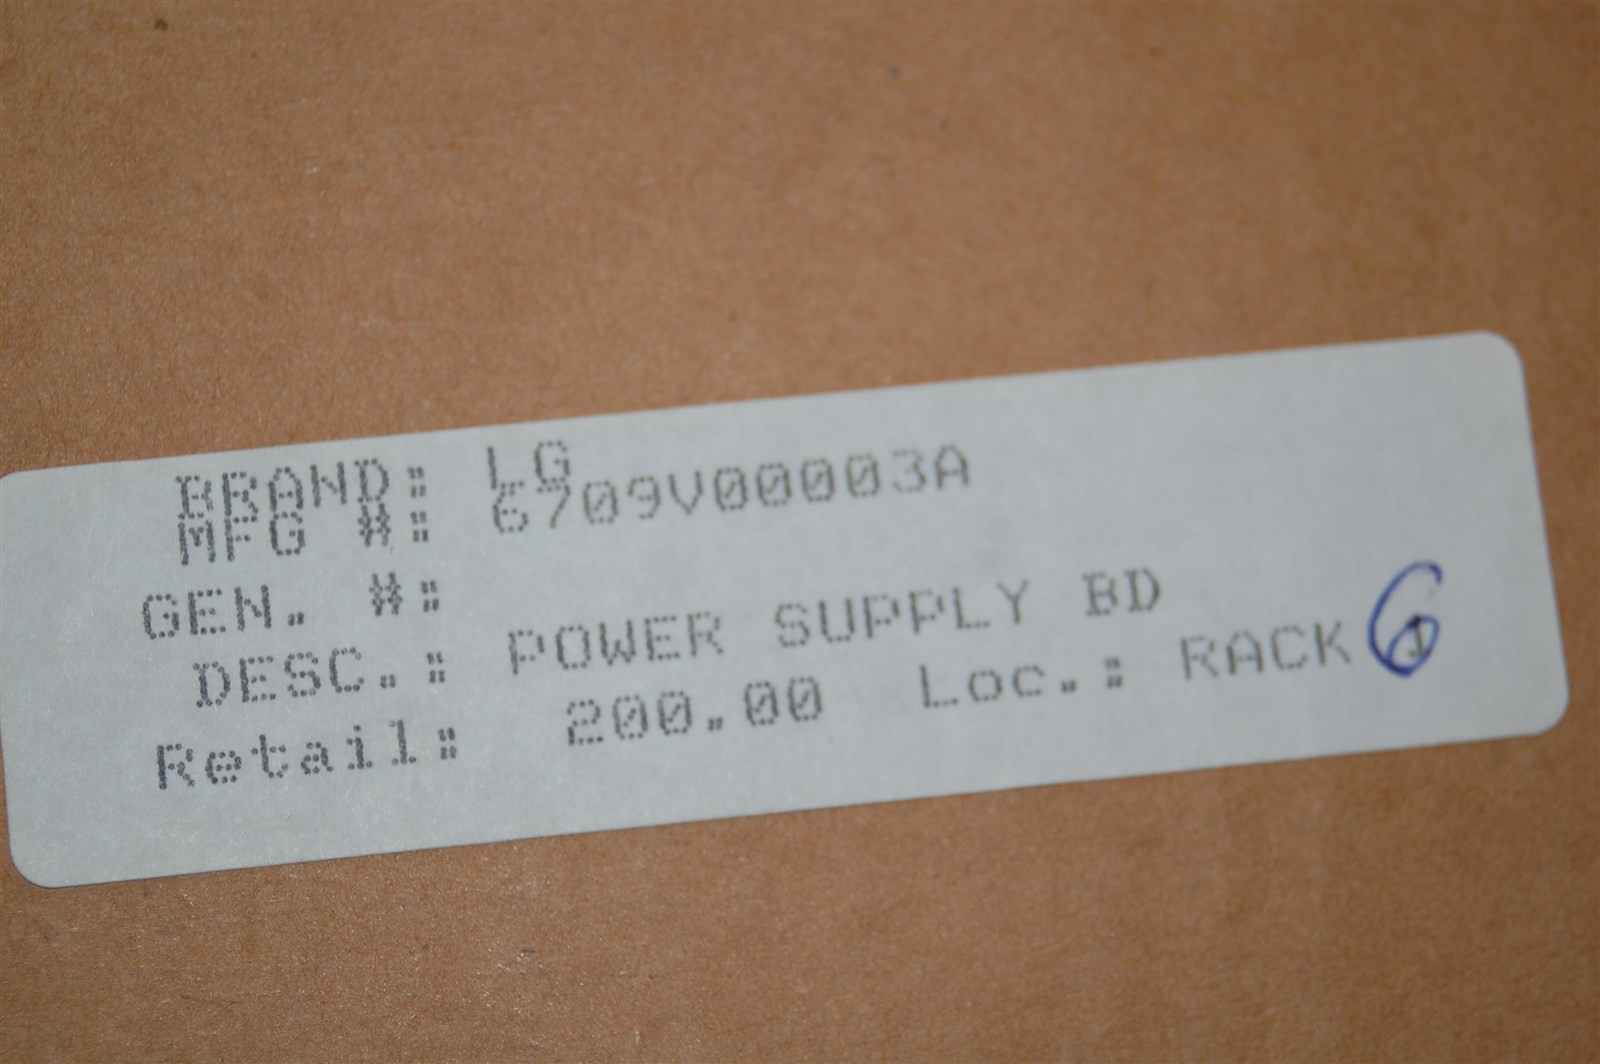 BRAND: LG
MFG #: 6709V00003A
GEN. #:
DESC.: POWER SUPPLY BD
Retail: 200.00 Loc.: RACK 6